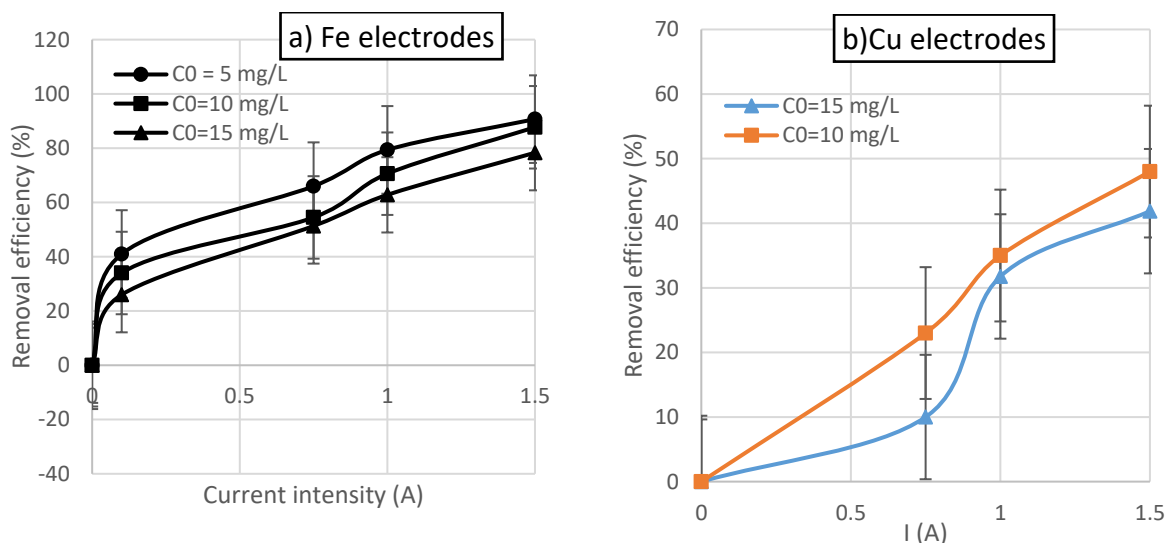 a) Fe electrodes
C0 = 5 mg/L
C0=10 mg/L
C0=15 mg/L
Removal efficiency (%)
120
100
80
60
40
20
0
-20
-40
0
0.5
1
1.5
Current intensity (A)
b)Cu electrodes
C0=15 mg/L
C0=10 mg/L
Removal efficiency (%)
70
60
50
40
30
20
10
0
0
0.5
1
1.5
I (A)